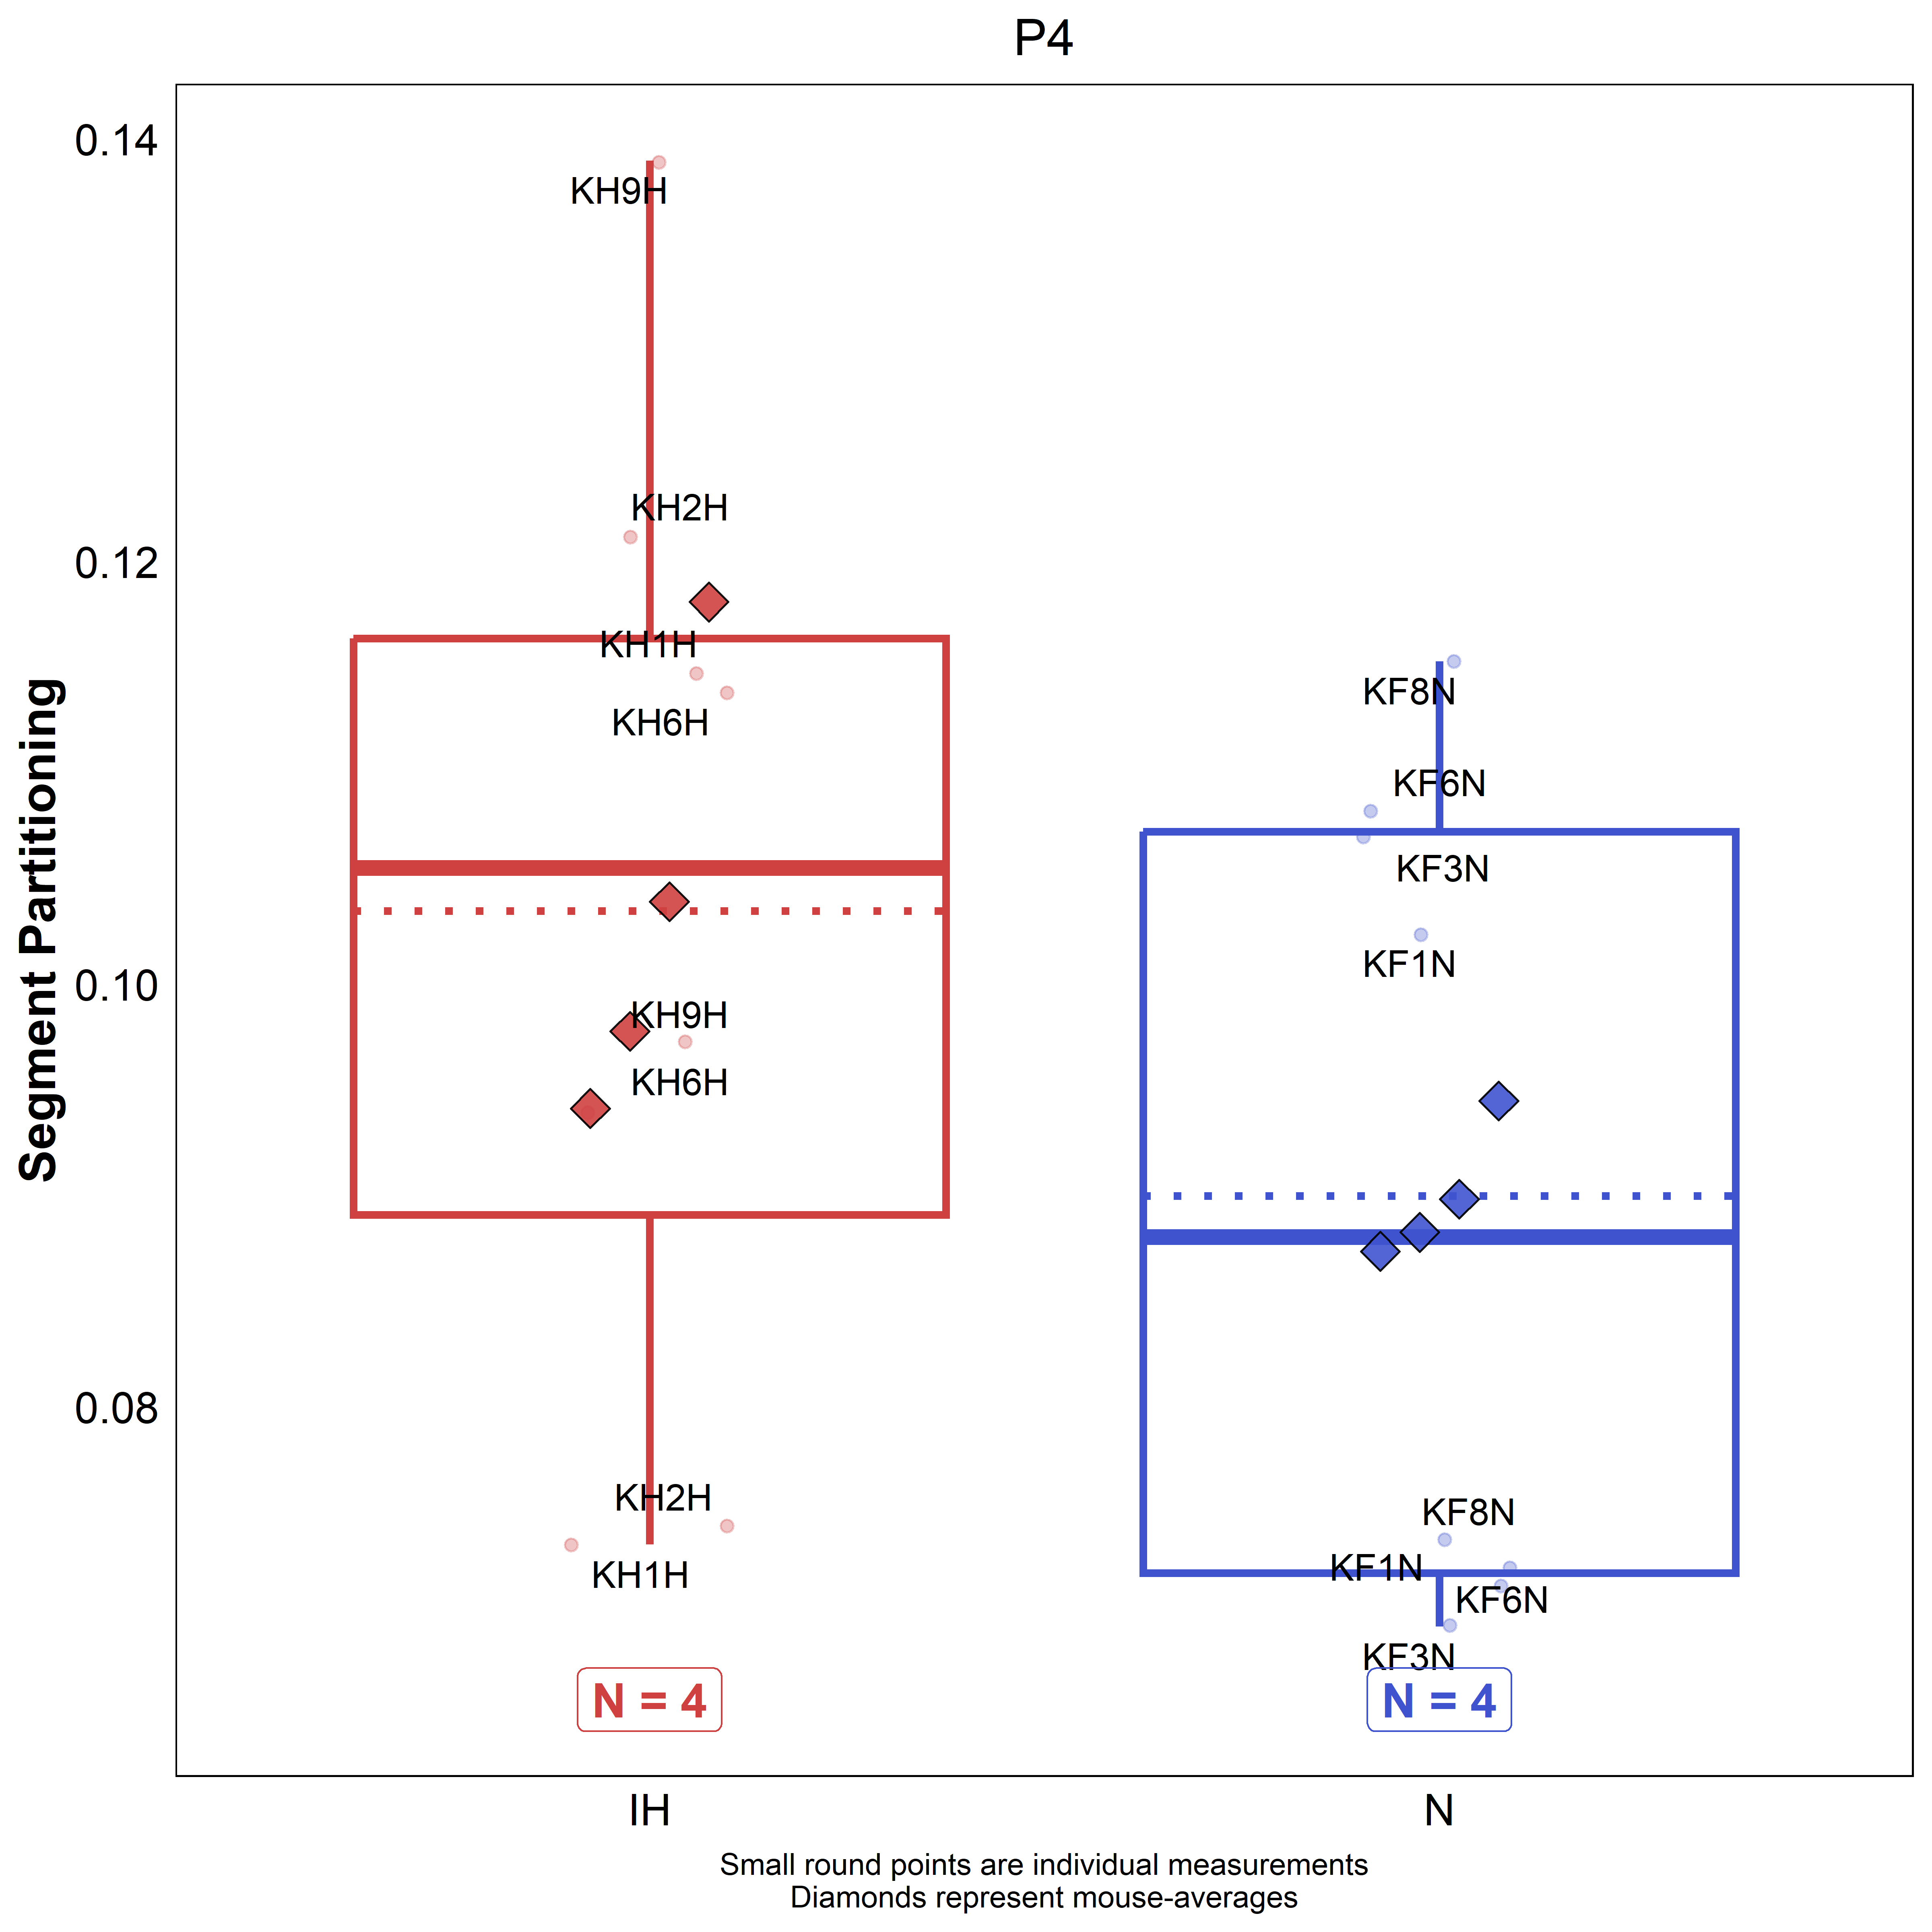 P4
0.14
0.12
0.10
0.08
Segment Partitioning
KH9H
KH2H
KH1H
KH6H
KH9H
KH6H
KH2H
KH1H
N = 4
KF8N
KF6N
KF3N
KF1N
KF8N
KF1N
KF6N
KF3N
N = 4
IH
N
Small round points are individual measurements
Diamonds represent mouse-averages